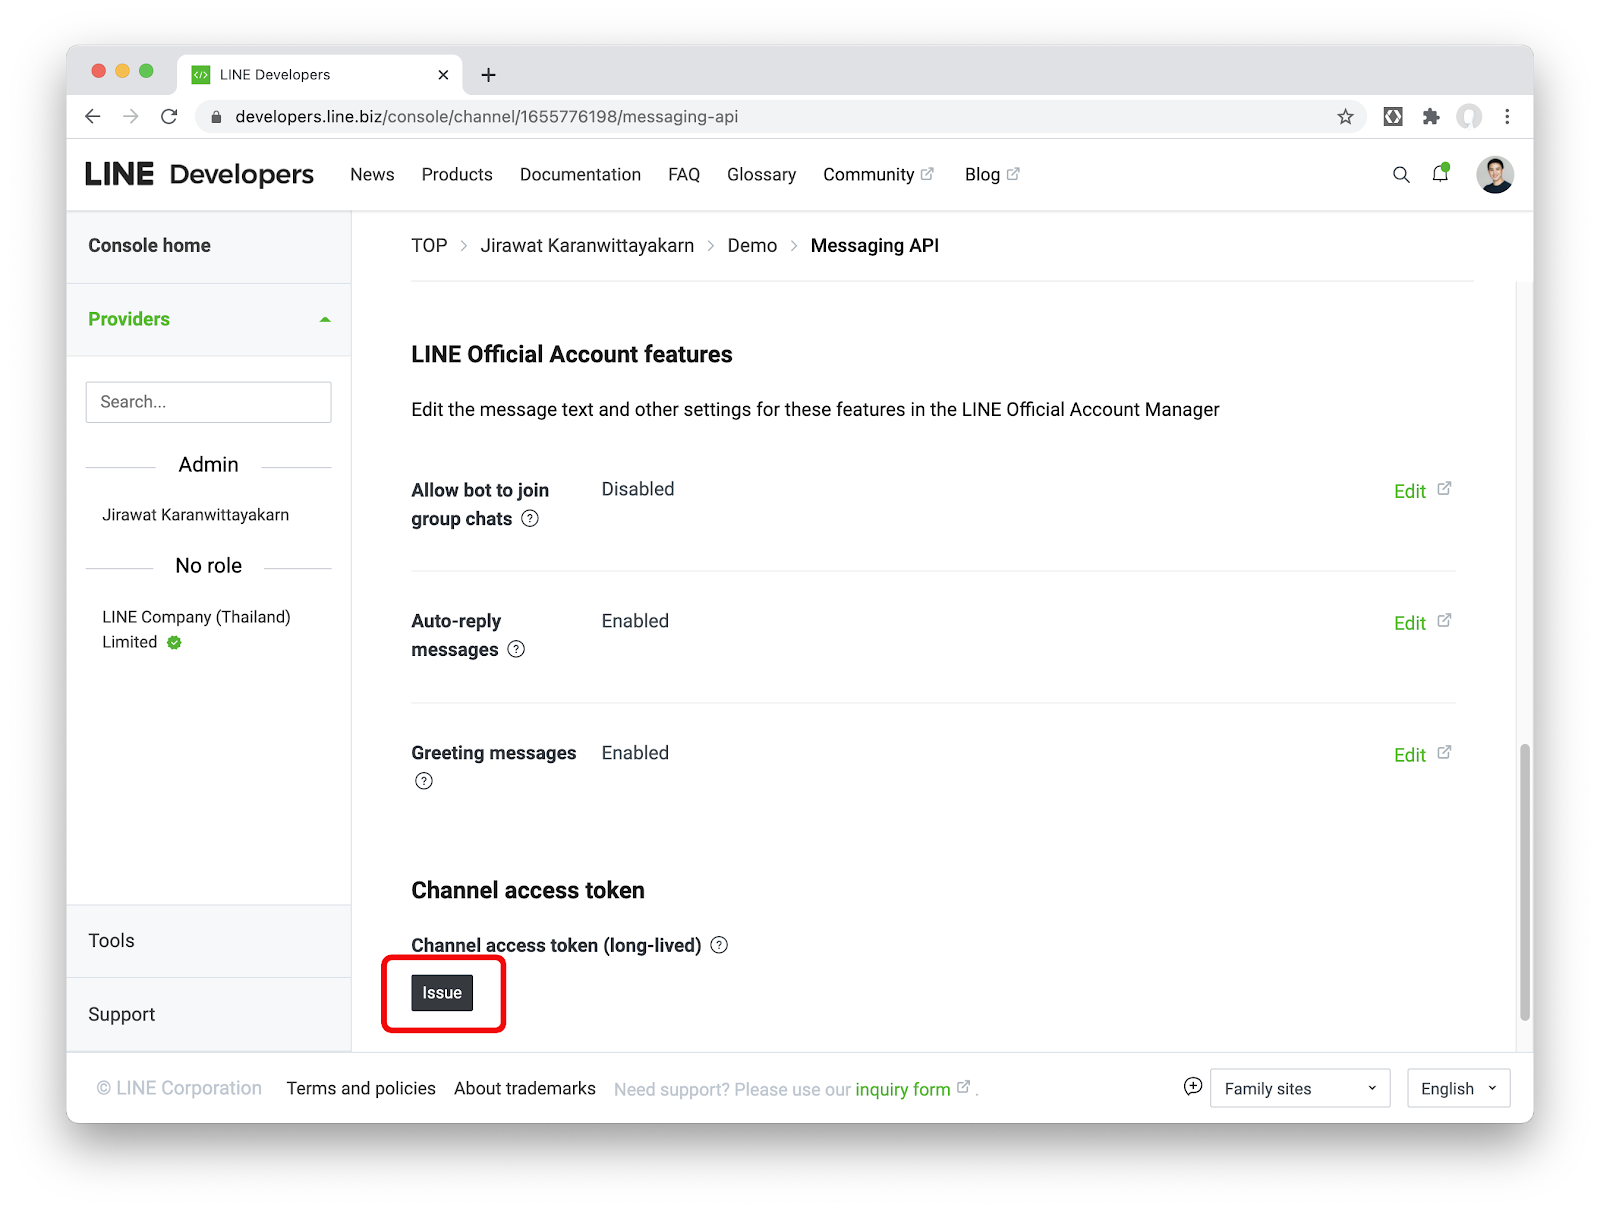 LINE Developers
developers.line.biz/console/channel/1655776198/messaging-api
LINE Developers News Products Documentation FAQ Glossary Community Blog
Console home
TOP > Jirawat Karanwittayakarn > Demo > Messaging API
Providers
LINE Official Account features
Search...
Edit the message text and other settings for these features in the LINE Official Account Manager
Admin
Jirawat Karanwittayakarn
No role
LINE Company (Thailand)
Limited
Allow bot to join Disabled Edit
group chats ?
Auto-reply Enabled Edit
messages ?
Greeting messages Enabled Edit
?
Channel access token
Channel access token (long-lived) ?
Issue
Tools
Support
© LINE Corporation Terms and policies About trademarks Need support? Please use our inquiry form . Family sites English